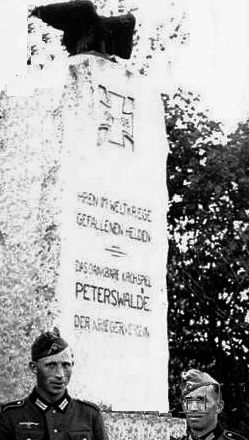 IHREN IM WELTKRIEGE
GEFALLENEN HELDEN
DAS DANKBARE KIRCHSPIEL
PETERSWALDE.
DER KRIEGERVEREIN